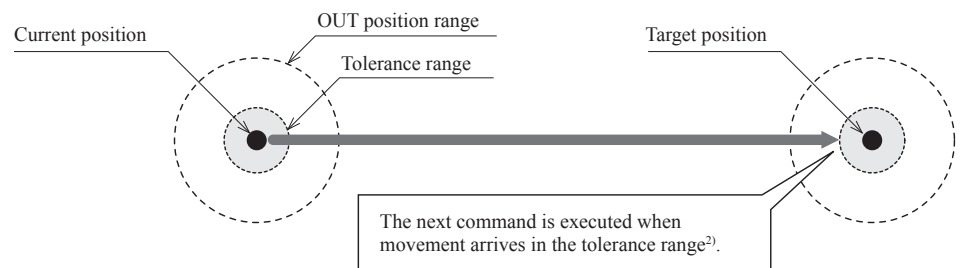 OUT position range
Current position
Target position
Tolerance range
The next command is executed when
movement arrives in the tolerance range2).